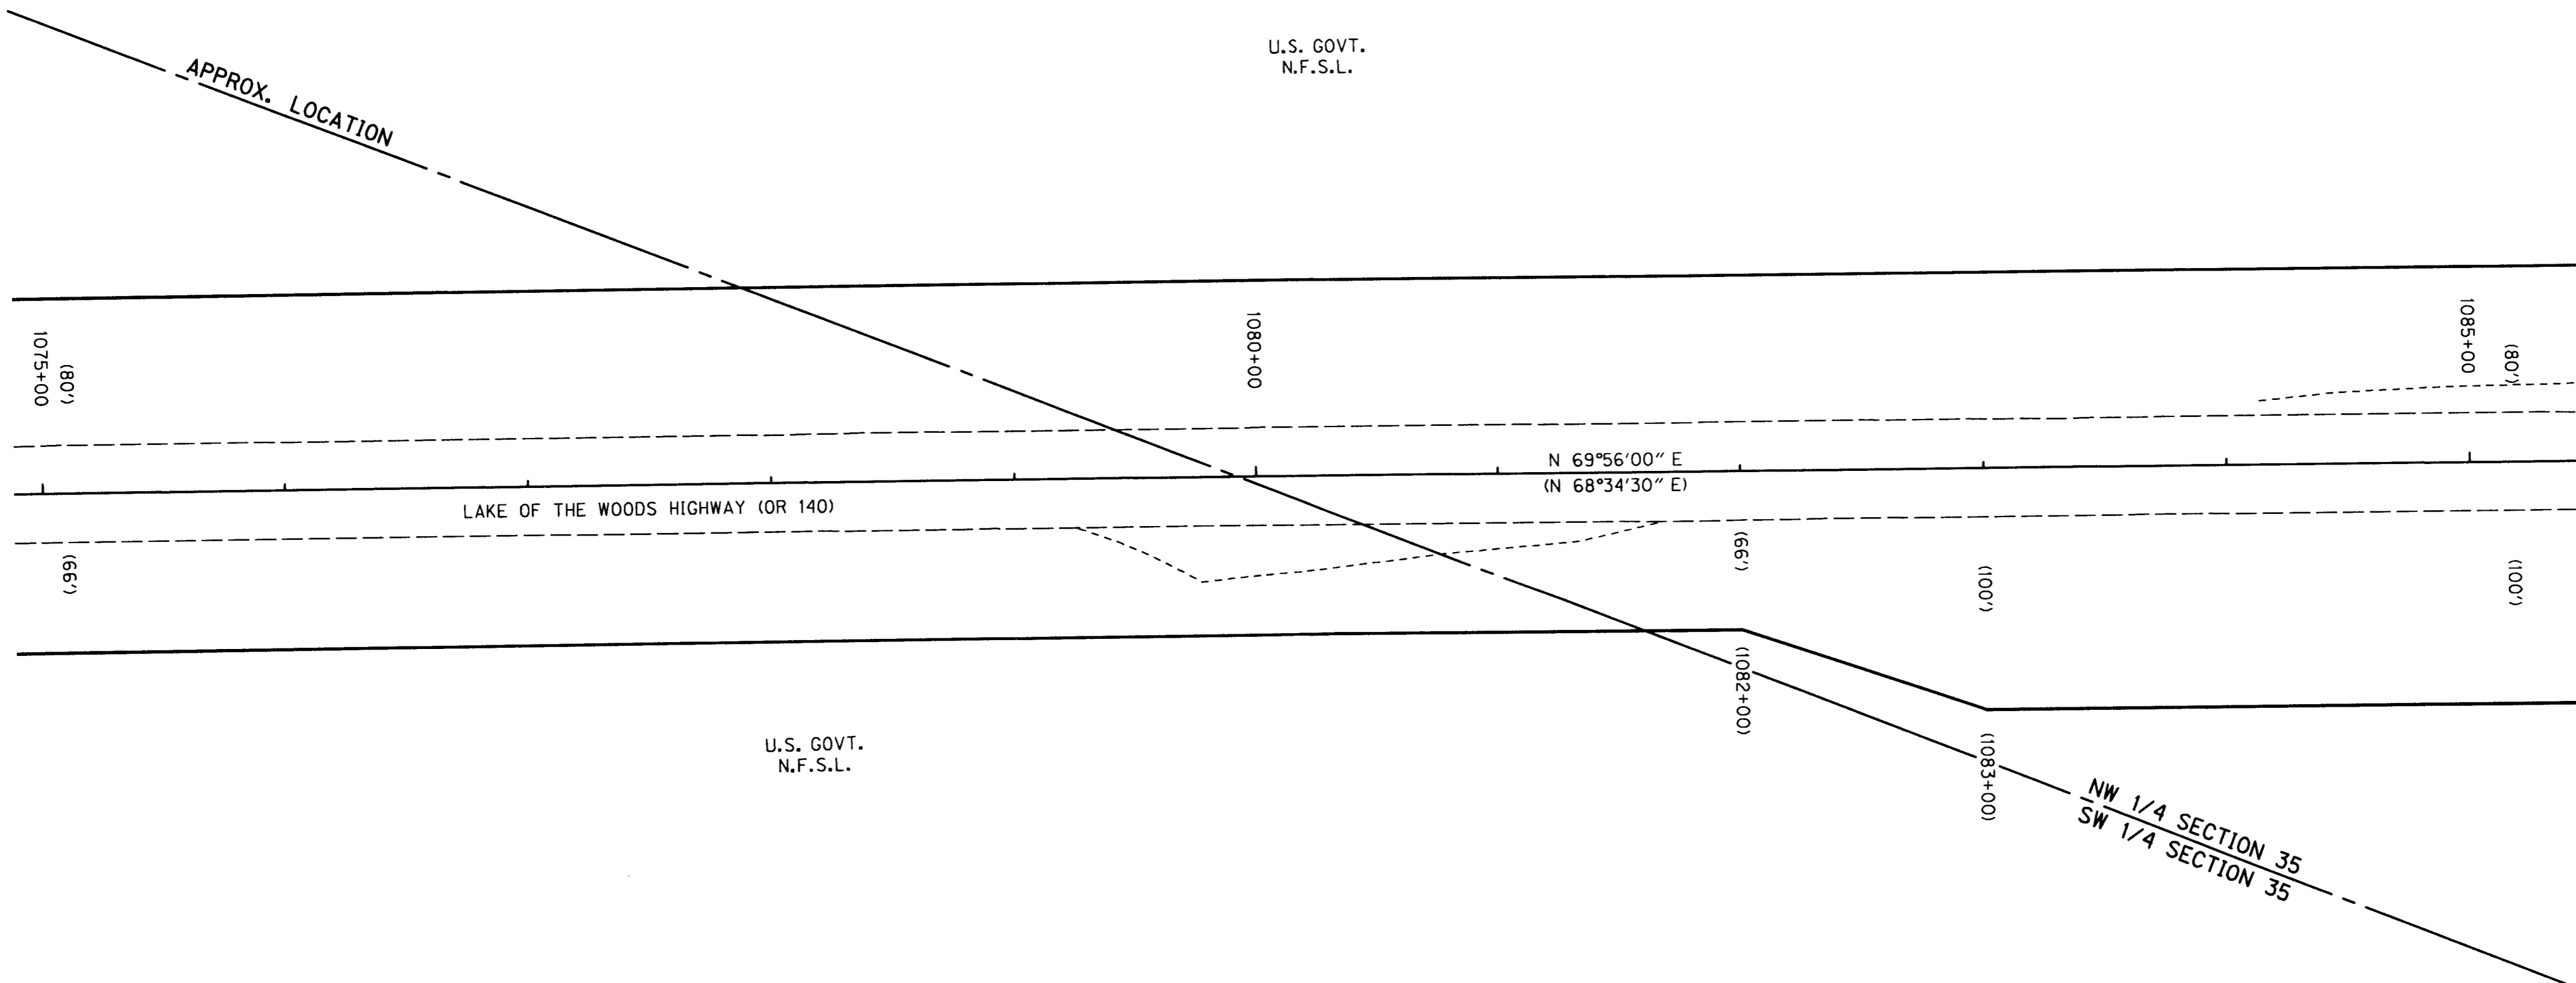 U.S. GOVT.
N.F.S.L.
APPROX. LOCATION
1075+00
(80')
1080+00
1085+00
(80')
N 69°56'00" E
(N 68°34'30" E)
LAKE OF THE WOODS HIGHWAY (OR 140)
(66')
(66')
(100')
(100')
(1082+00)
(1083+00)
U.S. GOVT.
N.F.S.L.
NW 1/4 SECTION 35
SW 1/4 SECTION 35